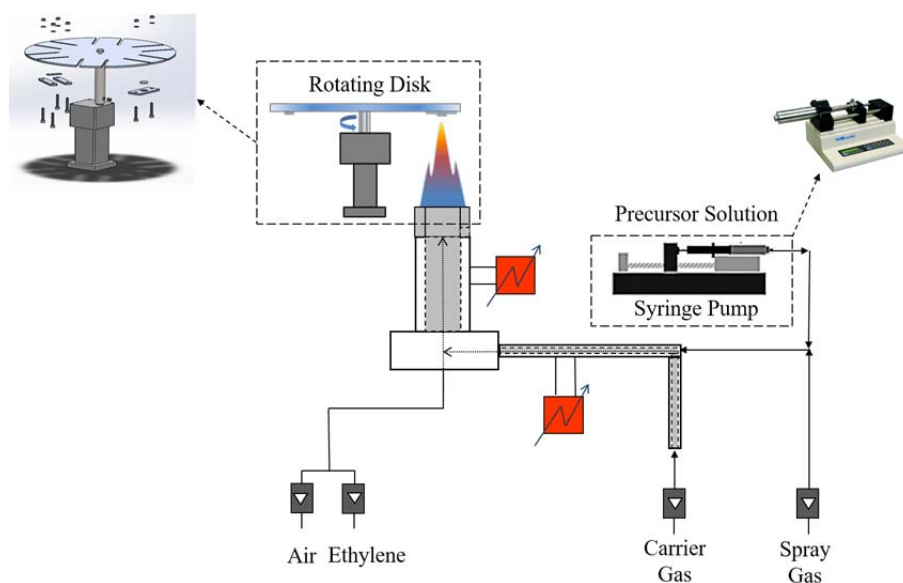 Rotating Disk
Precursor Solution
Syringe Pump
Air Ethylene
Carrier
Gas
Spray
Gas